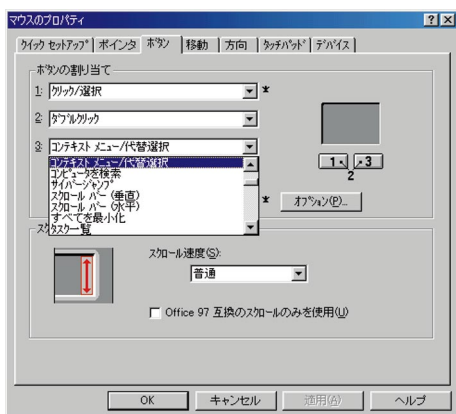 マウスのプロパティ
クイック セットアップ ポインタ ボタン 移動 方向 タッチパッド デバイス
ボタンの割り当て
1: クリック/選択 *
2: ダブルクリック
3: コンテキスト メニュー/代替選択
コンテキスト メニュー/代替選択
コンピュータを検索
サイバージャンプ
スクロール バー (垂直)
スクロール バー (水平)
すべてを最小化
タスク一覧
1 3
2
* オプション(P)...
スクロール速度(S):
普通
Office 97 互換のスクロールのみを使用(U)
OK キャンセル 適用(A) ヘルプ